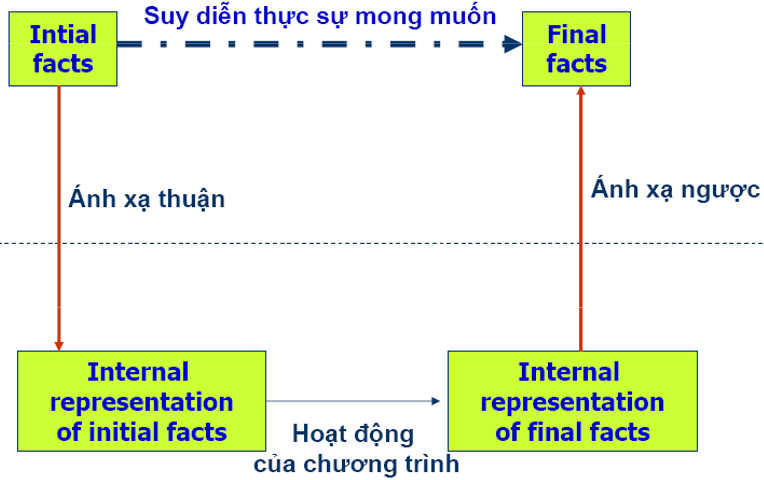 Suy diễn thực sự mong muốn
Intial
facts
Final
facts
Ánh xạ thuận
Ánh xạ ngược
Internal
representation
of initial facts
Hoạt động
của chương trình
Internal
representation
of final facts